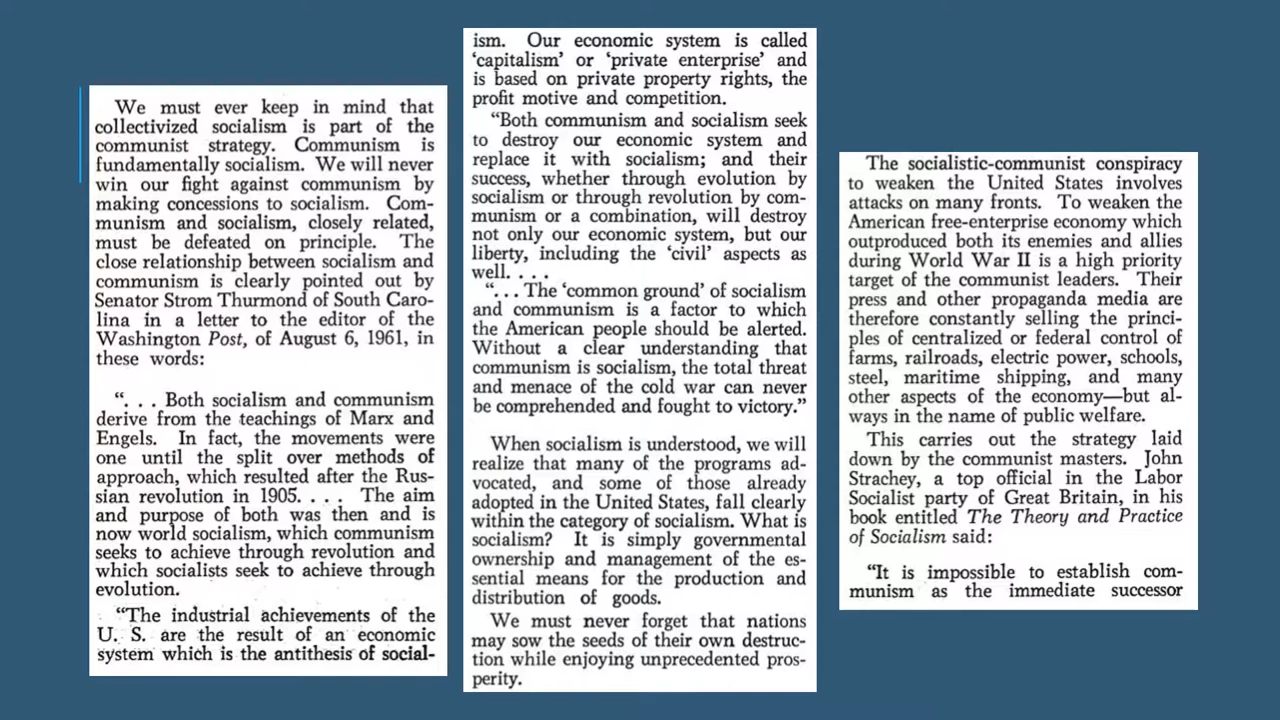 We must ever keep in mind that
collectivized socialism is part of the
communist strategy. Communism is
fundamentally socialism. We will never
win our fight against communism by
making concessions to socialism. Com-
munism and socialism, closely related,
must be defeated on principle. The
close relationship between socialism and
communism is clearly pointed out by
Senator Strom Thurmond of South Caro-
lina in a letter to the editor of the
Washington Post, of August 6, 1961, in
these words:
“. . . Both socialism and communism
derive from the teachings of Marx and
Engels. In fact, the movements were
one until the split over methods of
approach, which resulted after the Rus-
sian revolution in 1905. . . . The aim
and purpose of both was then and is
now world socialism, which communism
seeks to achieve through revolution and
which socialists seek to achieve through
evolution.
“The industrial achievements of the
U. S. are the result of an economic
system which is the antithesis of social-
ism. Our economic system is called
‘capitalism’ or ‘private enterprise’ and
is based on private property rights, the
profit motive and competition.
“Both communism and socialism seek
to destroy our economic system and
replace it with socialism; and their
success, whether through evolution by
socialism or through revolution by com-
munism or a combination, will destroy
not only our economic system, but our
liberty, including the ‘civil’ aspects as
well. . . .
“. . . The ‘common ground’ of socialism
and communism is a factor to which
the American people should be alerted.
Without a clear understanding that
communism is socialism, the total threat
and menace of the cold war can never
be comprehended and fought to victory.”
When socialism is understood, we will
realize that many of the programs ad-
vocated, and some of those already
adopted in the United States, fall clearly
within the category of socialism. What is
socialism? It is simply governmental
ownership and management of the es-
sential means for the production and
distribution of goods.
We must never forget that nations
may sow the seeds of their own destruc-
tion while enjoying unprecedented pros-
perity.
The socialistic-communist conspiracy
to weaken the United States involves
attacks on many fronts. To weaken the
American free-enterprise economy which
outproduced both its enemies and allies
during World War II is a high priority
target of the communist leaders. Their
press and other propaganda media are
therefore constantly selling the princi-
ples of centralized or federal control of
farms, railroads, electric power, schools,
steel, maritime shipping, and many
other aspects of the economy—but al-
ways in the name of public welfare.
This carries out the strategy laid
down by the communist masters. John
Strachey, a top official in the Labor
Socialist party of Great Britain, in his
book entitled The Theory and Practice
of Socialism said:
“It is impossible to establish com-
munism as the immediate successor